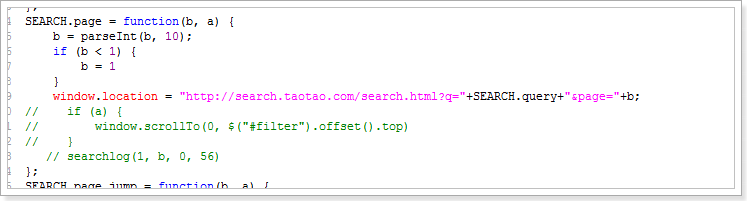 };
SEARCH.page = function(b, a) {
    b = parseInt(b, 10);
    if (b < 1) {
        b = 1
    }
    window.location = "http://search.taotao.com/search.html?q="+SEARCH.query+"&page="+b;
//    if (a) {
//        window.scrollTo(0, $("#filter").offset().top)
//    }
   // searchlog(1, b, 0, 56)
};
SEARCH.page_jump = function(b, a) {